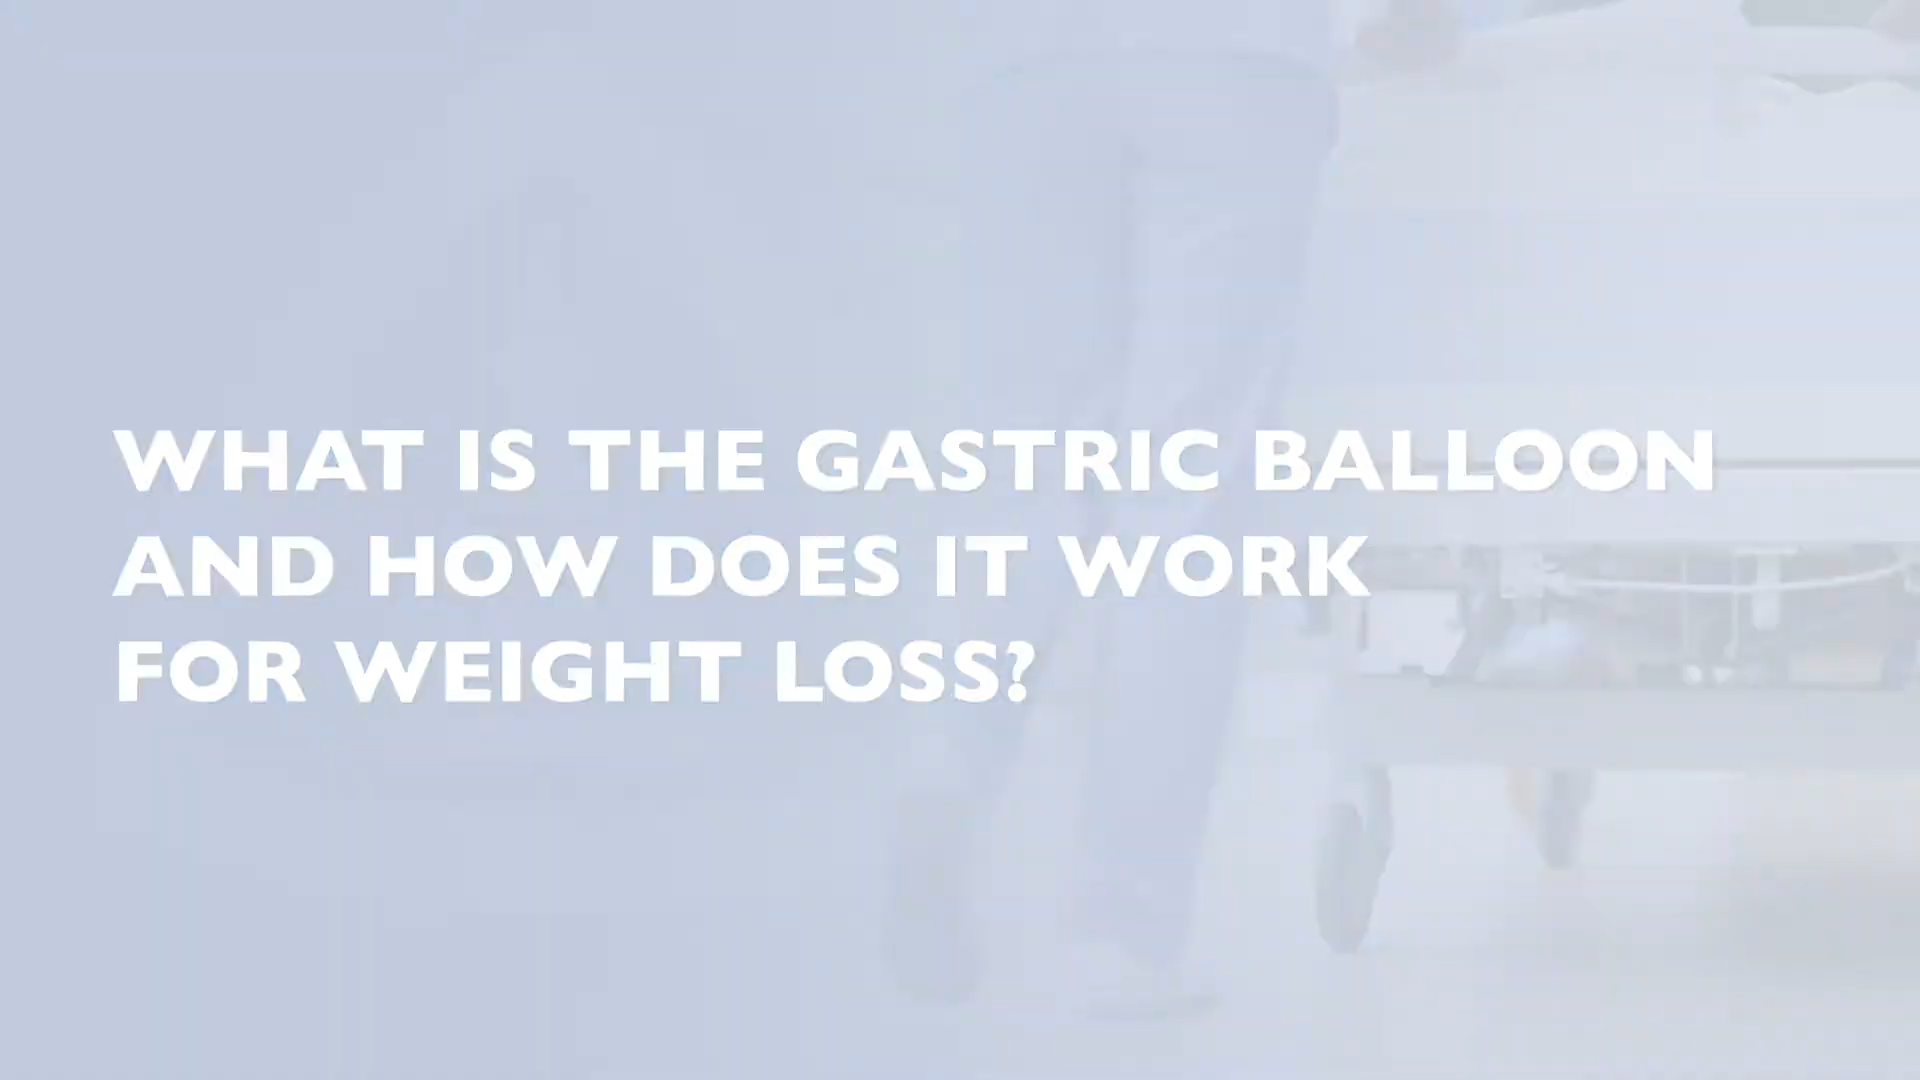 WHAT IS THE GASTRIC BALLOON
AND HOW DOES IT WORK
FOR WEIGHT LOSS?